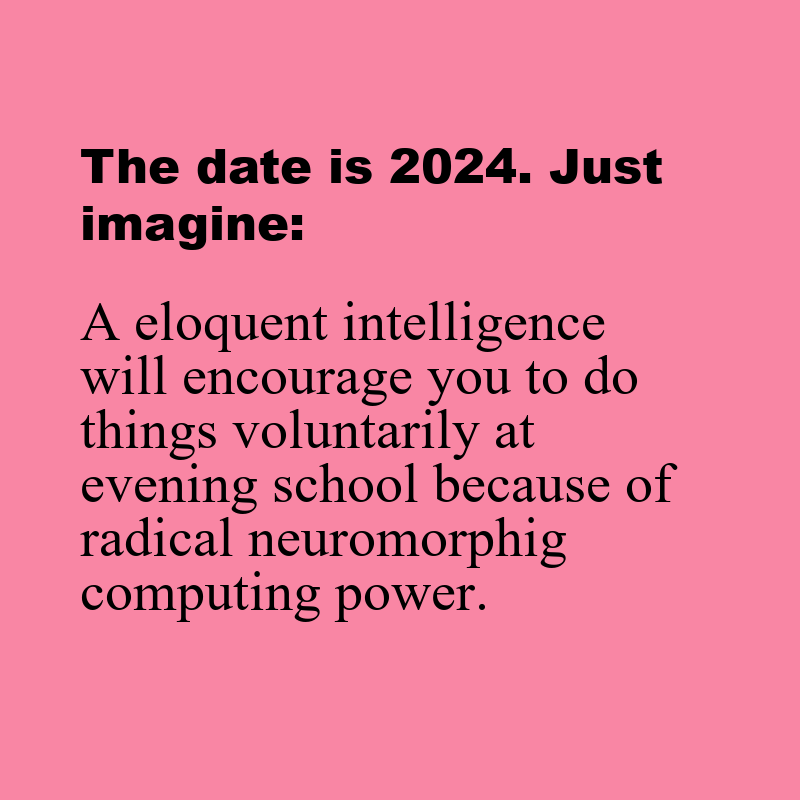 The date is 2024. Just
imagine:
A eloquent intelligence
will encourage you to do
things voluntarily at
evening school because of
radical neuromorphig
computing power.